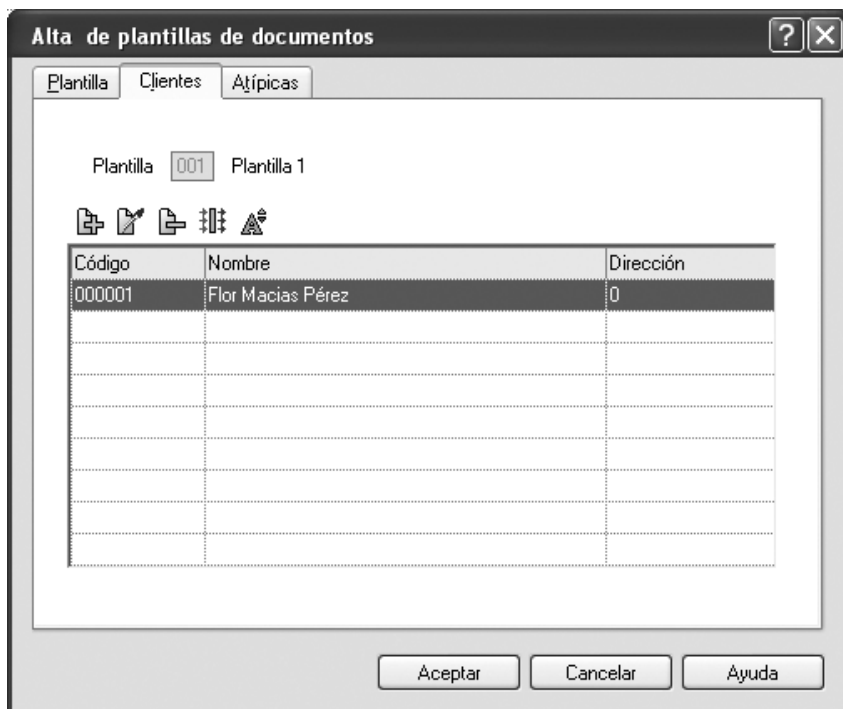 Alta de plantillas de documentos
Plantilla Clientes Atípicas
Plantilla 001 Plantilla 1
Código Nombre Dirección
000001 Flor Macias Pérez 0
Aceptar Cancelar Ayuda